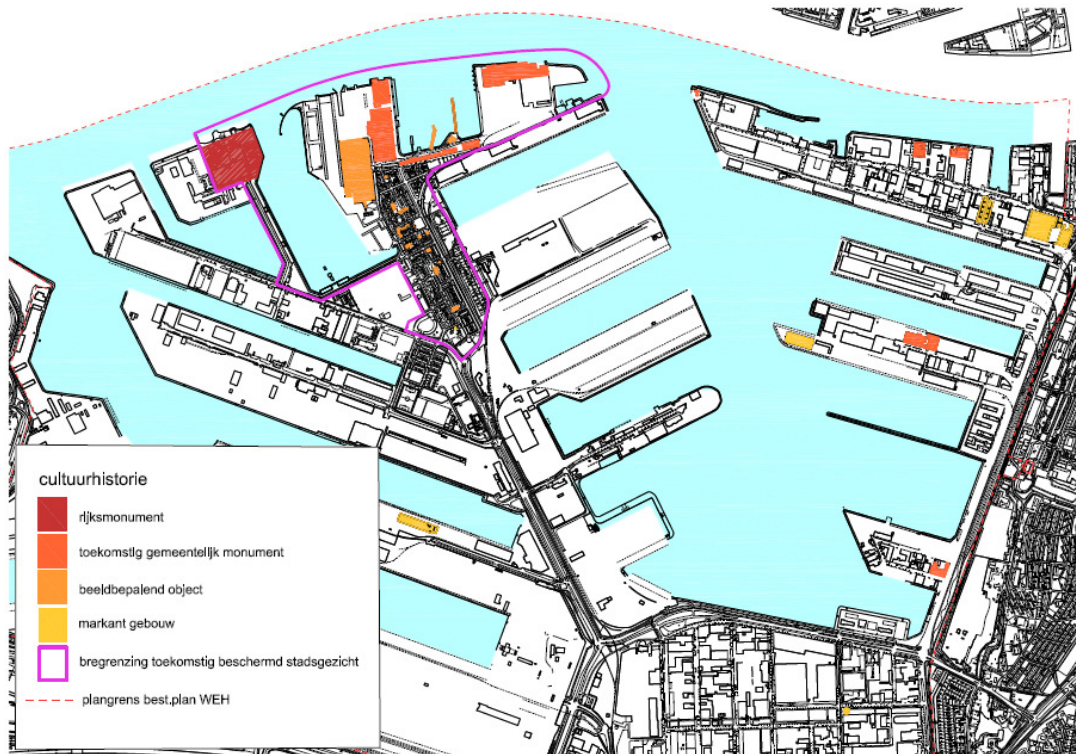 cultuurhistorie
rijksmonument
toekomstig gemeentelijk monument
beeldbepalend object
markant gebouw
bregrenzing toekomstig beschermd stadsgezicht
plangrens best.plan WEH